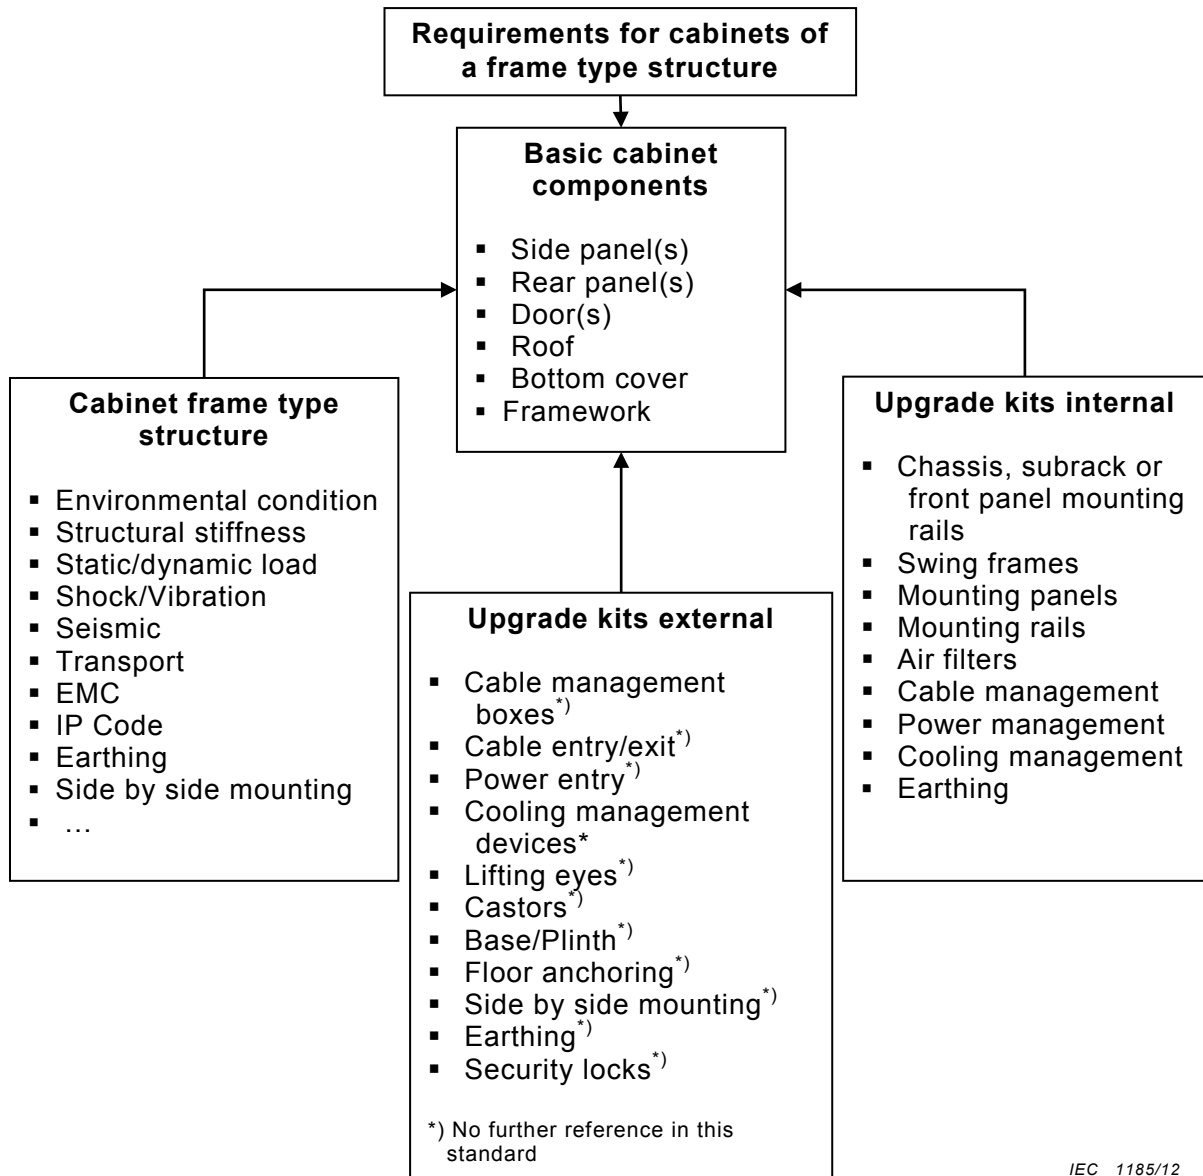 Requirements for cabinets of
a frame type structure
Basic cabinet
components
▪ Side panel(s)
▪ Rear panel(s)
▪ Door(s)
▪ Roof
▪ Bottom cover
▪ Framework
Cabinet frame type
structure
▪ Environmental condition
▪ Structural stiffness
▪ Static/dynamic load
▪ Shock/Vibration
▪ Seismic
▪ Transport
▪ EMC
▪ IP Code
▪ Earthing
▪ Side by side mounting
▪ ...
Upgrade kits external
▪ Cable management
boxes*)
▪ Cable entry/exit*)
▪ Power entry*)
▪ Cooling management
devices*
▪ Lifting eyes*)
▪ Castors*)
▪ Base/Plinth*)
▪ Floor anchoring*)
▪ Side by side mounting*)
▪ Earthing*)
▪ Security locks*)
*) No further reference in this
standard
Upgrade kits internal
▪ Chassis, subrack or
front panel mounting
rails
▪ Swing frames
▪ Mounting panels
▪ Mounting rails
▪ Air filters
▪ Cable management
▪ Power management
▪ Cooling management
▪ Earthing
IEC 1185/12